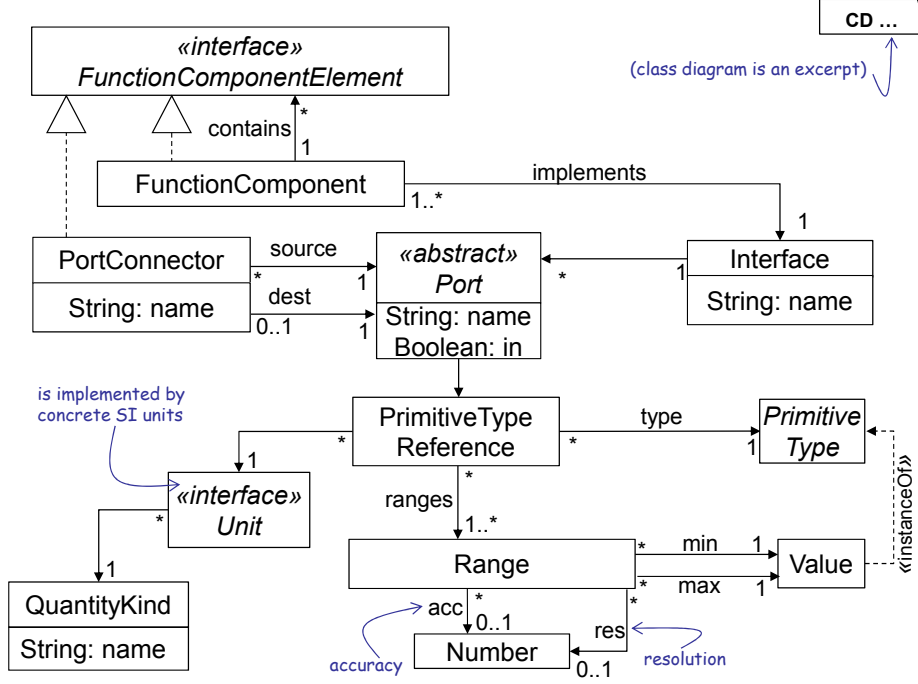 CD ...
(class diagram is an excerpt)
«interface»
FunctionComponentElement
contains
*
1
FunctionComponent
1..*
implements
1
PortConnector
String: name
source
*
1
dest
0..1
1
«abstract»
Port
String: name
Boolean: in
*
1
Interface
String: name
is implemented by
concrete SI units
PrimitiveType
Reference
*
1
*
type
1
Primitive
Type
«interface»
Unit
*
1
QuantityKind
String: name
*
ranges
1..*
Range
*
min
1
*
max
1
Value
«instanceOf»
*
acc
0..1
*
res
0..1
Number
accuracy
resolution